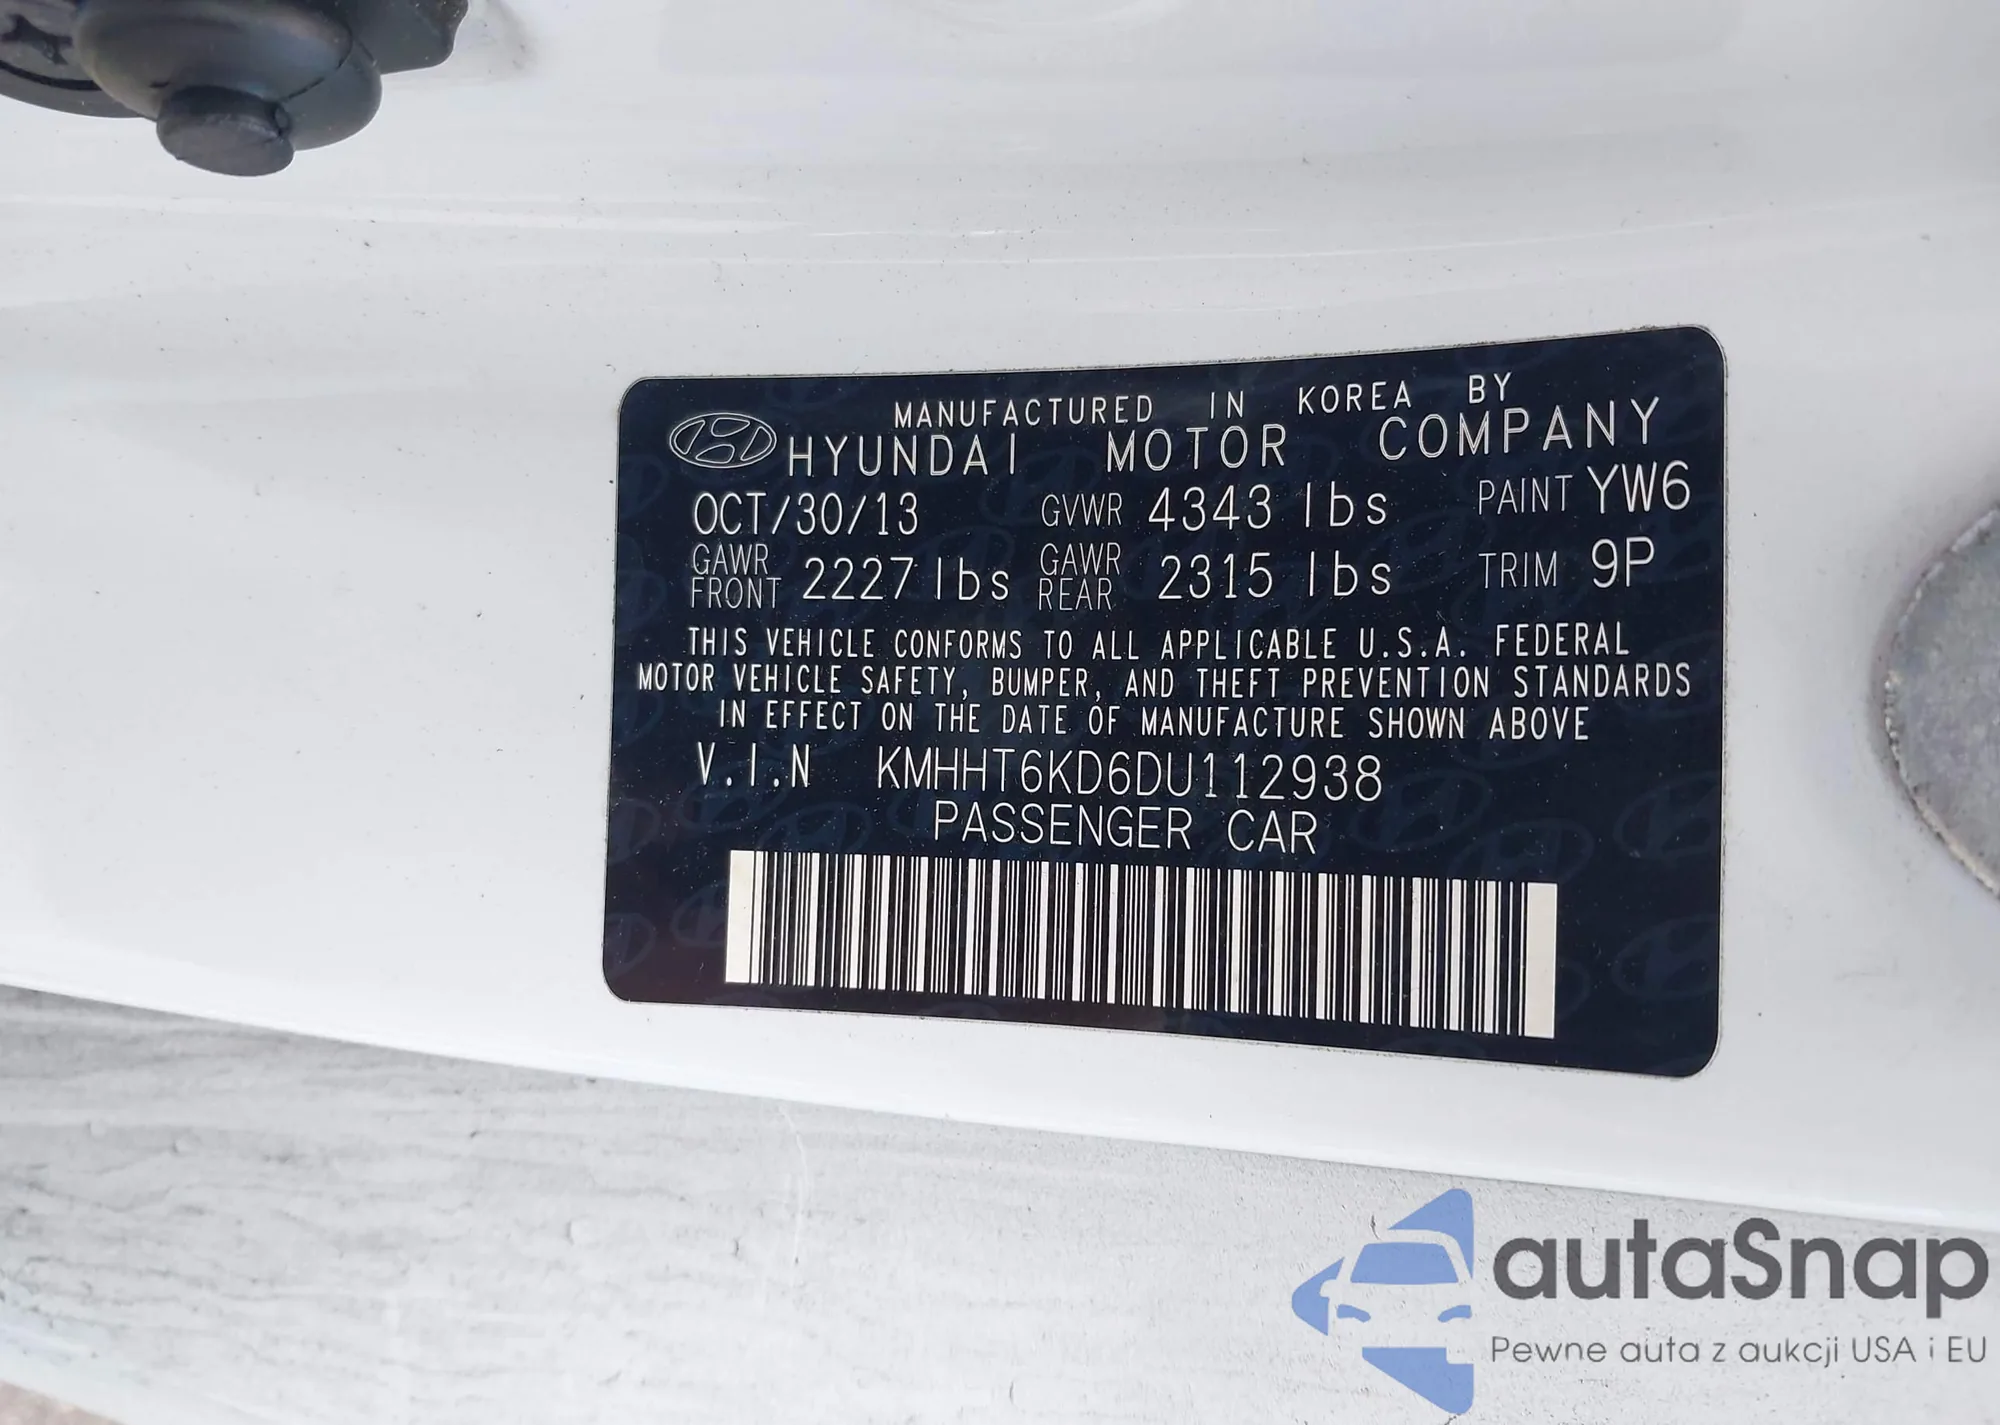 MANUFACTURED IN KOREA BY
HYUNDAI MOTOR COMPANY
OCT/30/13 GVWR 4343 lbs PAINT YW6
GAWR FRONT 2227 lbs GAWR REAR 2315 lbs TRIM 9P
THIS VEHICLE CONFORMS TO ALL APPLICABLE U.S.A. FEDERAL
MOTOR VEHICLE SAFETY, BUMPER, AND THEFT PREVENTION STANDARDS
IN EFFECT ON THE DATE OF MANUFACTURE SHOWN ABOVE
V.I.N KMHHT6KD6DU112938
PASSENGER CAR
autaSnap
Pewne auta z aukcji USA i EU